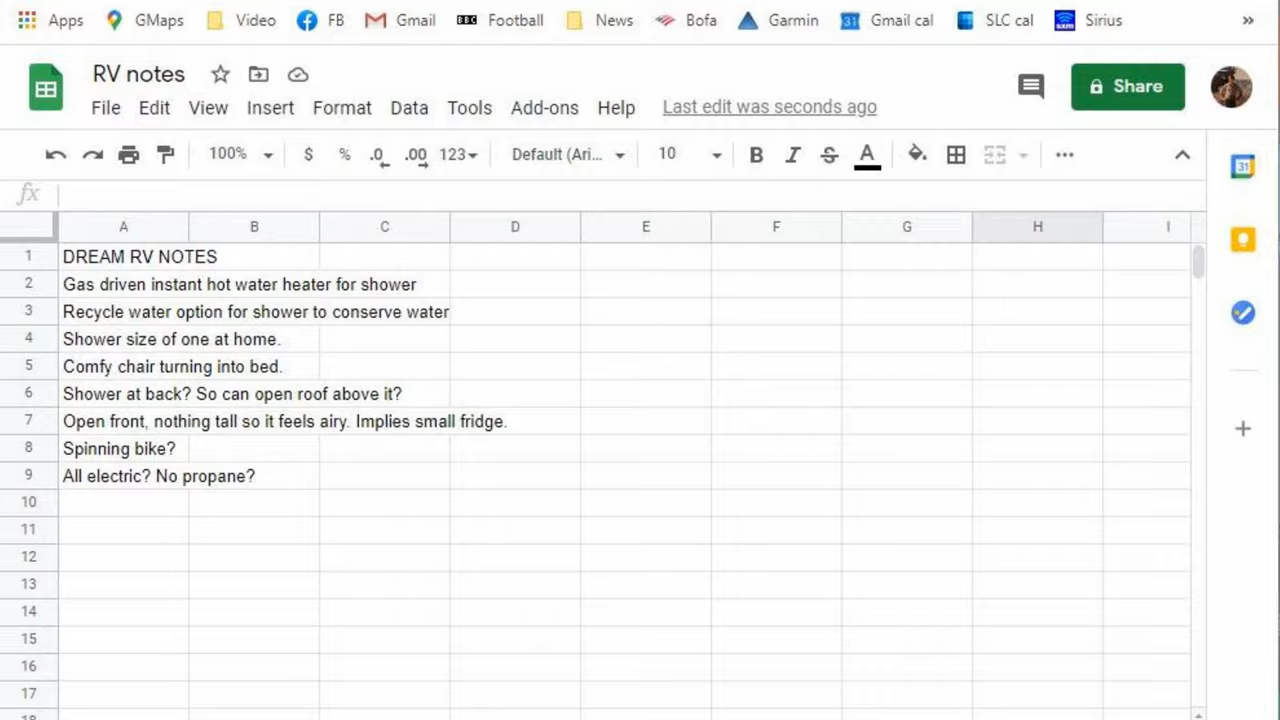 Apps GMaps Video FB Gmail BBC Football News Bofa Garmin 31 Gmail cal SLC cal Sirius »
RV notes
File Edit View Insert Format Data Tools Add-ons Help Last edit was seconds ago
Share
100% $ % .0 .00 123 Default (Ari... 10 B I S A ...
31
fx
A B C D E F G H I
1 DREAM RV NOTES
2 Gas driven instant hot water heater for shower
3 Recycle water option for shower to conserve water
4 Shower size of one at home.
5 Comfy chair turning into bed.
6 Shower at back? So can open roof above it?
7 Open front, nothing tall so it feels airy. Implies small fridge.
8 Spinning bike?
9 All electric? No propane?
10
11
12
13
14
15
16
17
18